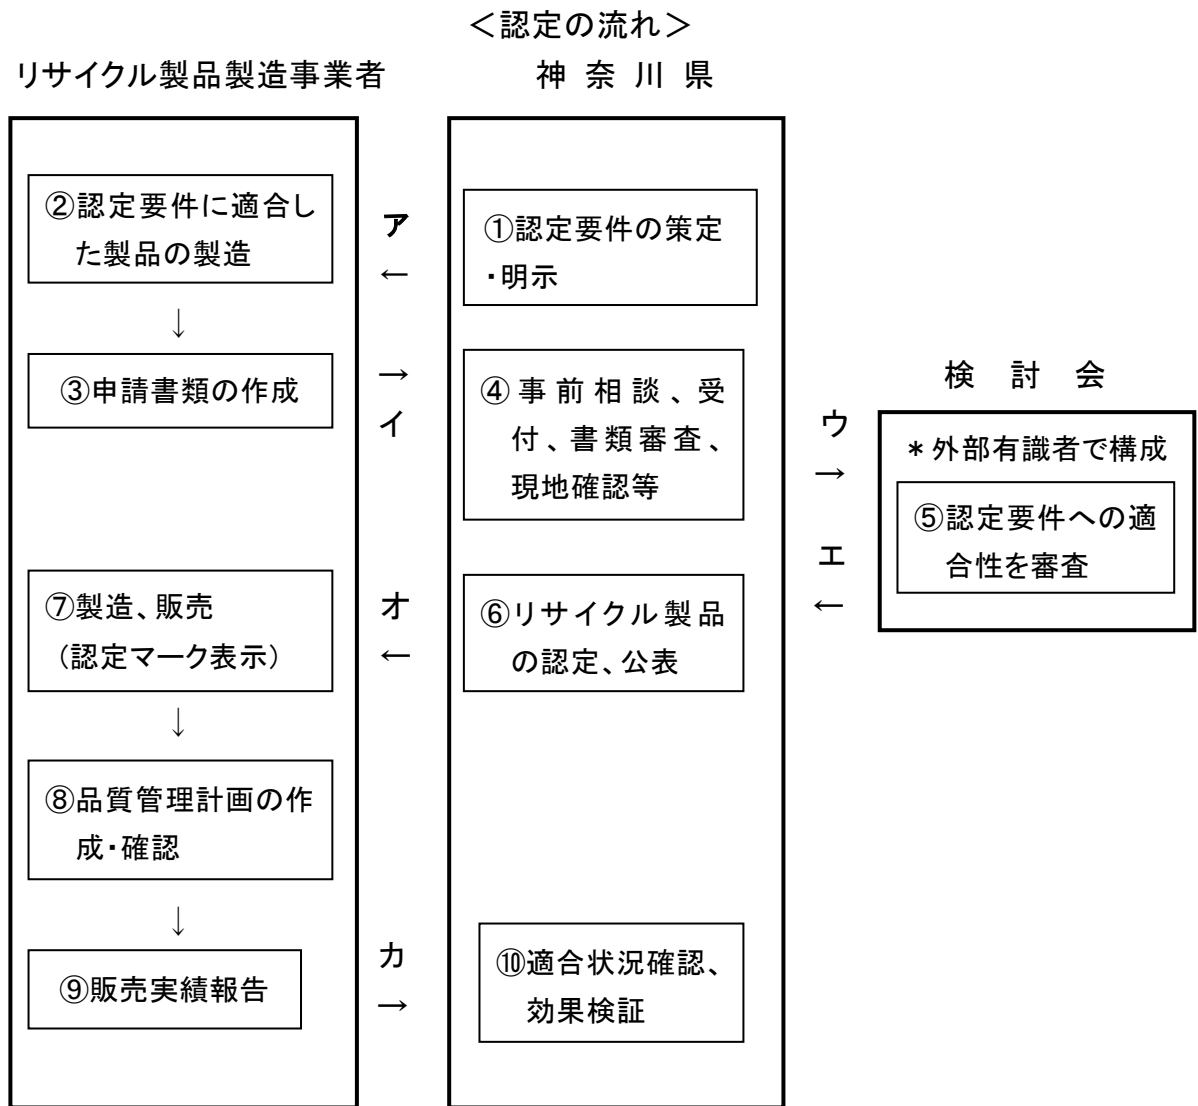 ＜認定の流れ＞
リサイクル製品製造事業者
神奈川県
②認定要件に適合し
た製品の製造
ア
←
①認定要件の策定
・明示
↓
③申請書類の作成
→
イ
④事前相談、受
付、書類審査、
現地確認等
ウ
→
検討会
＊外部有識者で構成
⑤認定要件への適
合性を審査
エ
←
⑥リサイクル製品
の認定、公表
オ
←
⑦製造、販売
（認定マーク表示）
↓
⑧品質管理計画の作
成・確認
↓
⑨販売実績報告
カ
→
⑩適合状況確認、
効果検証